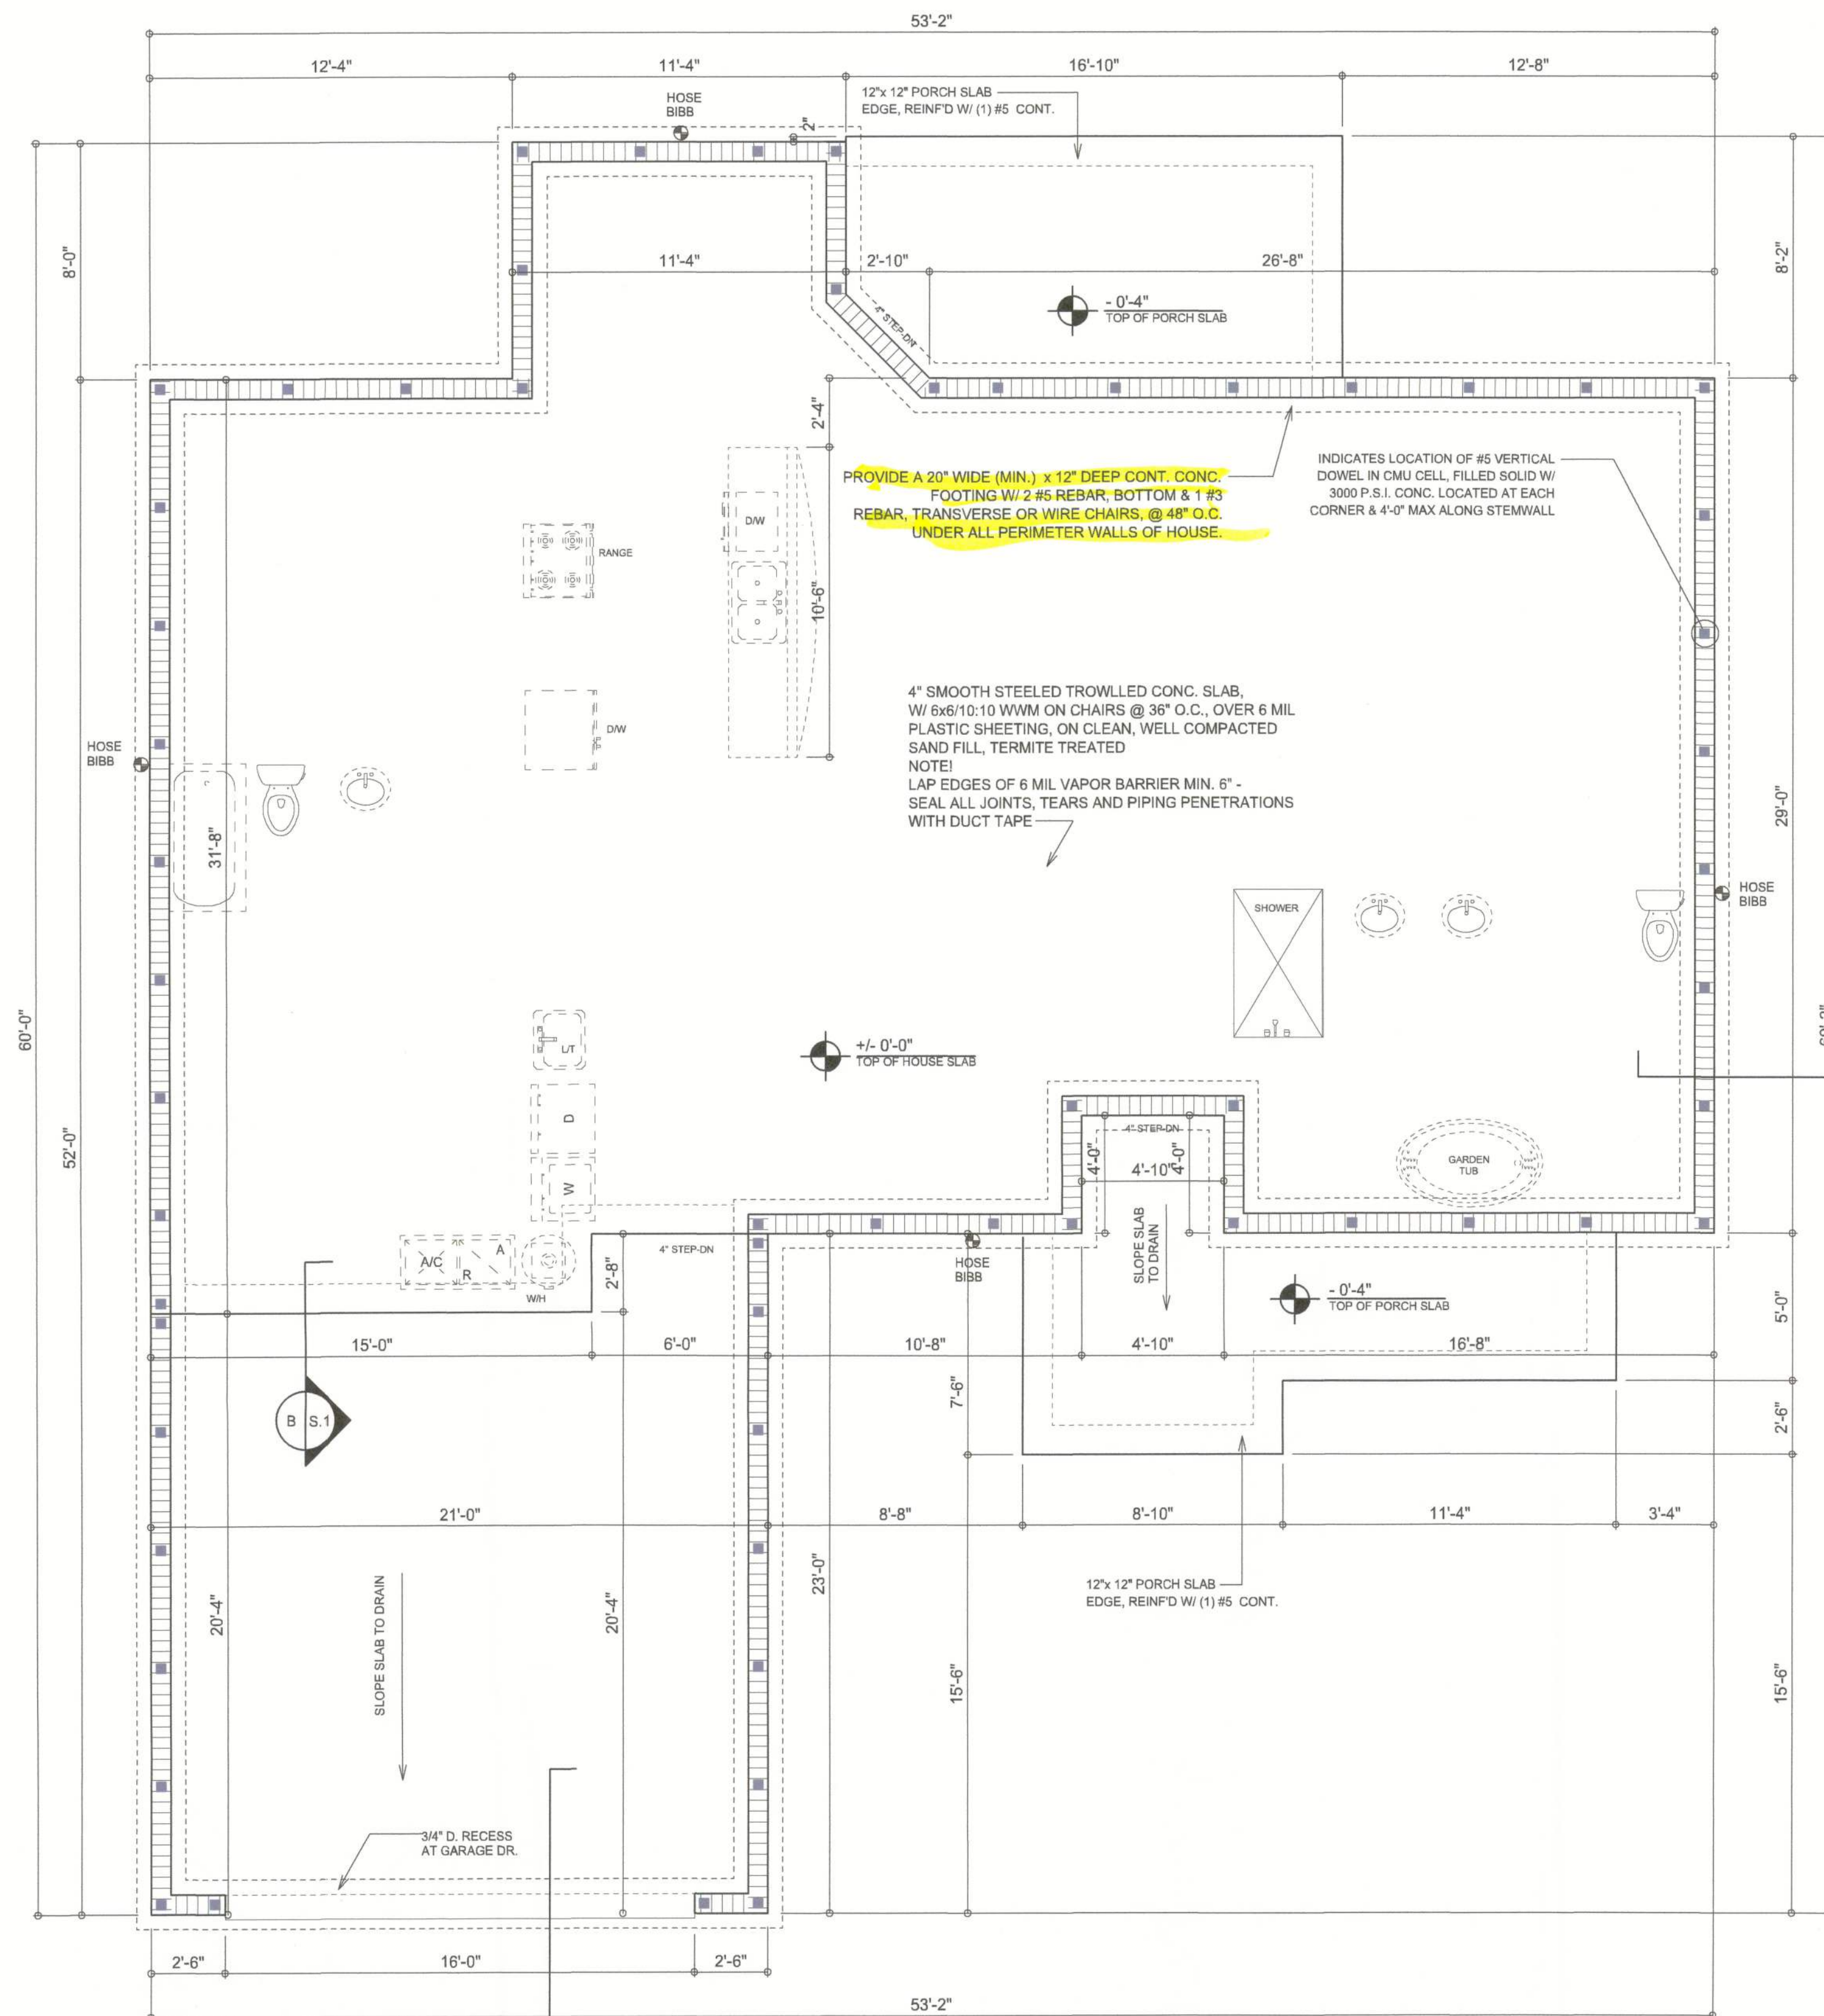 53'-2"
12'-4"
11'-4"
16'-10"
12'-8"
HOSE
BIBB
12"x 12" PORCH SLAB
EDGE, REINF'D W/ (1) #5 CONT.
2"
8'-0"
11'-4"
2'-10"
26'-8"
8'-2"
4" STEP-DN
- 0'-4"
TOP OF PORCH SLAB
2'-4"
PROVIDE A 20" WIDE (MIN.) x 12" DEEP CONT. CONC.
FOOTING W/ 2 #5 REBAR, BOTTOM & 1 #3
REBAR, TRANSVERSE OR WIRE CHAIRS, @ 48" O.C.
UNDER ALL PERIMETER WALLS OF HOUSE.
INDICATES LOCATION OF #5 VERTICAL
DOWEL IN CMU CELL, FILLED SOLID W/
3000 P.S.I. CONC. LOCATED AT EACH
CORNER & 4'-0" MAX ALONG STEMWALL
D/W
RANGE
10'-6"
D/W
4" SMOOTH STEELED TROWLLED CONC. SLAB,
W/ 6x6/10:10 WWM ON CHAIRS @ 36" O.C., OVER 6 MIL
PLASTIC SHEETING, ON CLEAN, WELL COMPACTED
SAND FILL, TERMITE TREATED
NOTE!
LAP EDGES OF 6 MIL VAPOR BARRIER MIN. 6" -
SEAL ALL JOINTS, TEARS AND PIPING PENETRATIONS
WITH DUCT TAPE
HOSE
BIBB
31'-8"
29'-0"
HOSE
BIBB
SHOWER
60'-0"
L/T
+/- 0'-0"
TOP OF HOUSE SLAB
D
W
52'-0"
4" STEP-DN
4'-0"
4'-10"
4'-0"
GARDEN
TUB
A/C
A
R
W/H
4" STEP-DN
2'-8"
HOSE
BIBB
SLOPE SLAB
TO DRAIN
- 0'-4"
TOP OF PORCH SLAB
5'-0"
15'-0"
6'-0"
10'-8"
4'-10"
16'-8"
7'-6"
2'-6"
B
S.1
21'-0"
8'-8"
8'-10"
11'-4"
3'-4"
20'-4"
SLOPE SLAB TO DRAIN
20'-4"
23'-0"
12"x 12" PORCH SLAB
EDGE, REINF'D W/ (1) #5 CONT.
15'-6"
15'-6"
3/4" D. RECESS
AT GARAGE DR.
2'-6"
16'-0"
2'-6"
53'-2"